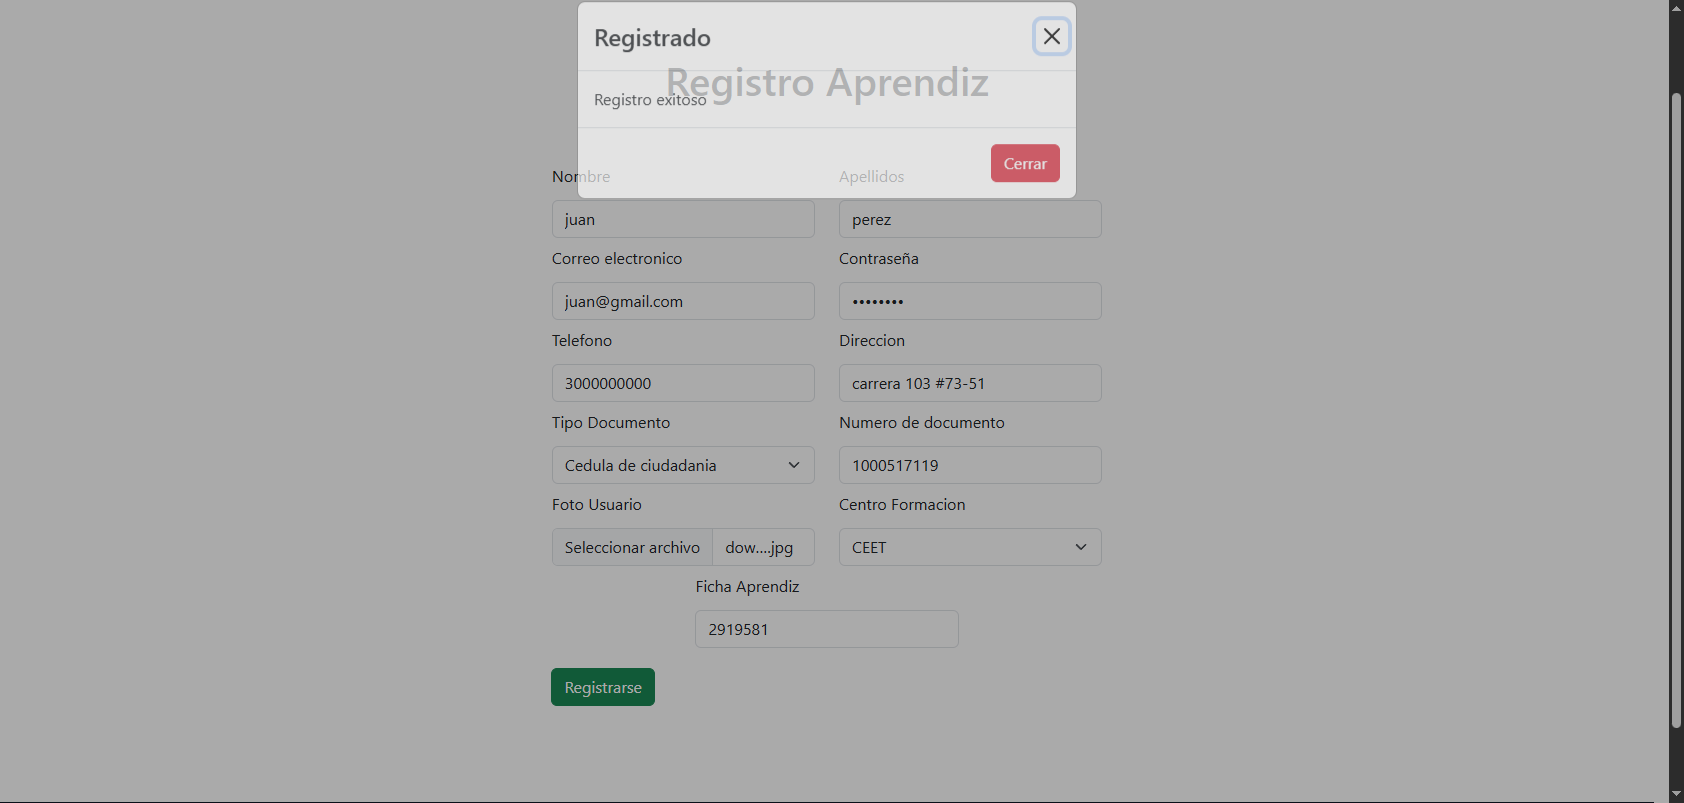 Registrado
Registro Aprendiz
Registro exitoso
Cerrar
Nombre Apellidos
juan perez
Correo electronico Contraseña
juan@gmail.com ••••••••
Telefono Direccion
3000000000 carrera 103 #73-51
Tipo Documento Numero de documento
Cedula de ciudadania 1000517119
Foto Usuario Centro Formacion
Seleccionar archivo dow....jpg CEET
Ficha Aprendiz
2919581
Registrarse